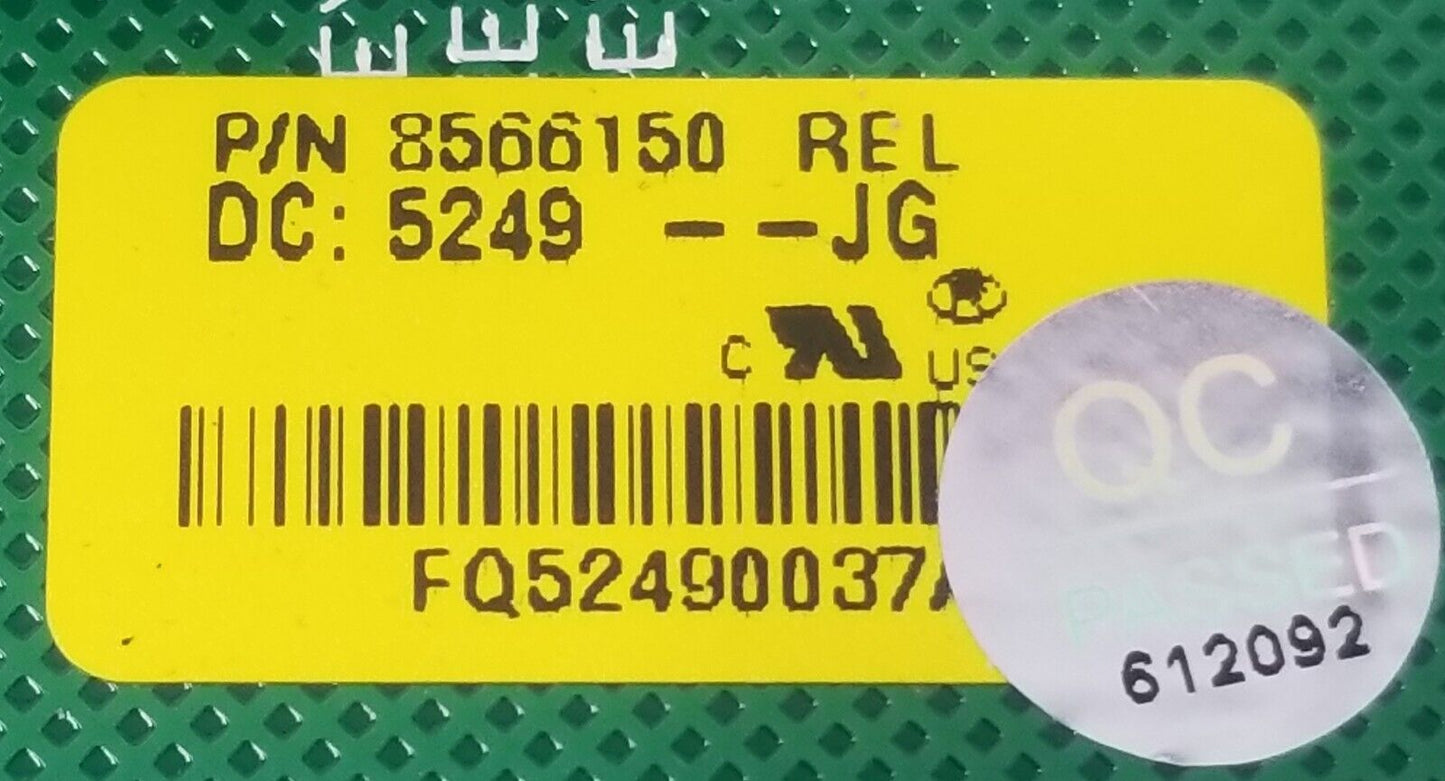 P/N 8566150 REL
DC: 5249 --JG
C US
FQ52490037
QC
PASSED
612092